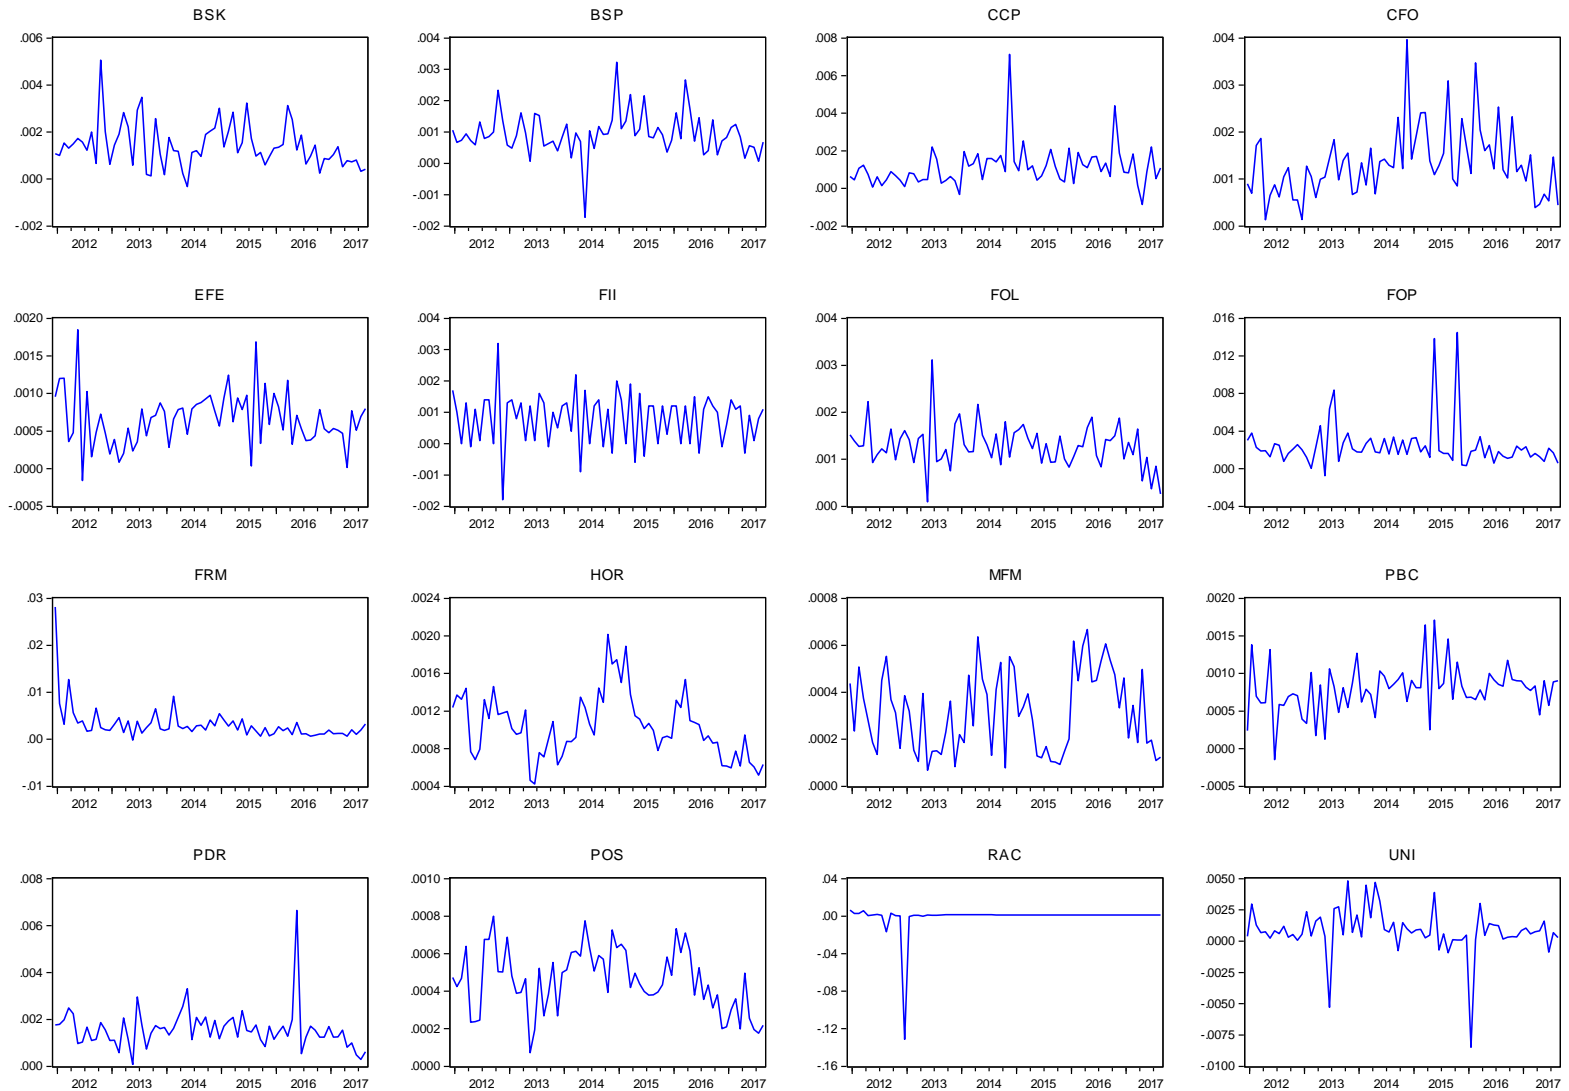 BSK
.006
.004
.002
.000
-.002
2012 2013 2014 2015 2016 2017
BSP
.004
.003
.002
.001
.000
-.001
-.002
2012 2013 2014 2015 2016 2017
CCP
.008
.006
.004
.002
.000
-.002
2012 2013 2014 2015 2016 2017
CFO
.004
.003
.002
.001
.000
2012 2013 2014 2015 2016 2017
EFE
.0020
.0015
.0010
.0005
.0000
-.0005
2012 2013 2014 2015 2016 2017
FII
.004
.003
.002
.001
.000
-.001
-.002
2012 2013 2014 2015 2016 2017
FOL
.004
.003
.002
.001
.000
2012 2013 2014 2015 2016 2017
FOP
.016
.012
.008
.004
.000
-.004
2012 2013 2014 2015 2016 2017
FRM
.03
.02
.01
.00
-.01
2012 2013 2014 2015 2016 2017
HOR
.0024
.0020
.0016
.0012
.0008
.0004
2012 2013 2014 2015 2016 2017
MFM
.0008
.0006
.0004
.0002
.0000
2012 2013 2014 2015 2016 2017
PBC
.0020
.0015
.0010
.0005
.0000
-.0005
2012 2013 2014 2015 2016 2017
PDR
.008
.006
.004
.002
.000
2012 2013 2014 2015 2016 2017
POS
.0010
.0008
.0006
.0004
.0002
.0000
2012 2013 2014 2015 2016 2017
RAC
.04
.00
-.04
-.08
-.12
-.16
2012 2013 2014 2015 2016 2017
UNI
.0050
.0025
.0000
-.0025
-.0050
-.0075
-.0100
2012 2013 2014 2015 2016 2017